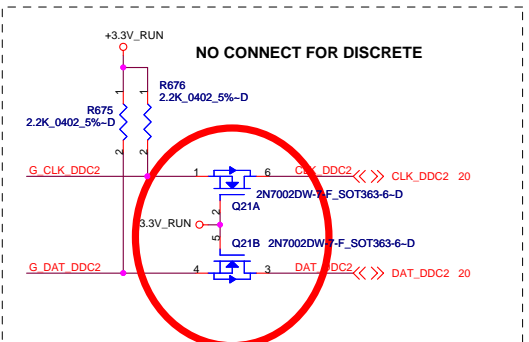 +3.3V_RUN
NO CONNECT FOR DISCRETE
R676
2.2K_0402_5%~D
R675
2.2K_0402_5%~D
1
1
2
2
G_CLK_DDC2
1
6
CLK_DDC2
CLK_DDC2 20
2N7002DW-7-F_SOT363-6~D
2
Q21A
3.3V_RUN
5
Q21B 2N7002DW-7-F_SOT363-6~D
G_DAT_DDC2
4
3
DAT_DDC2
DAT_DDC2 20